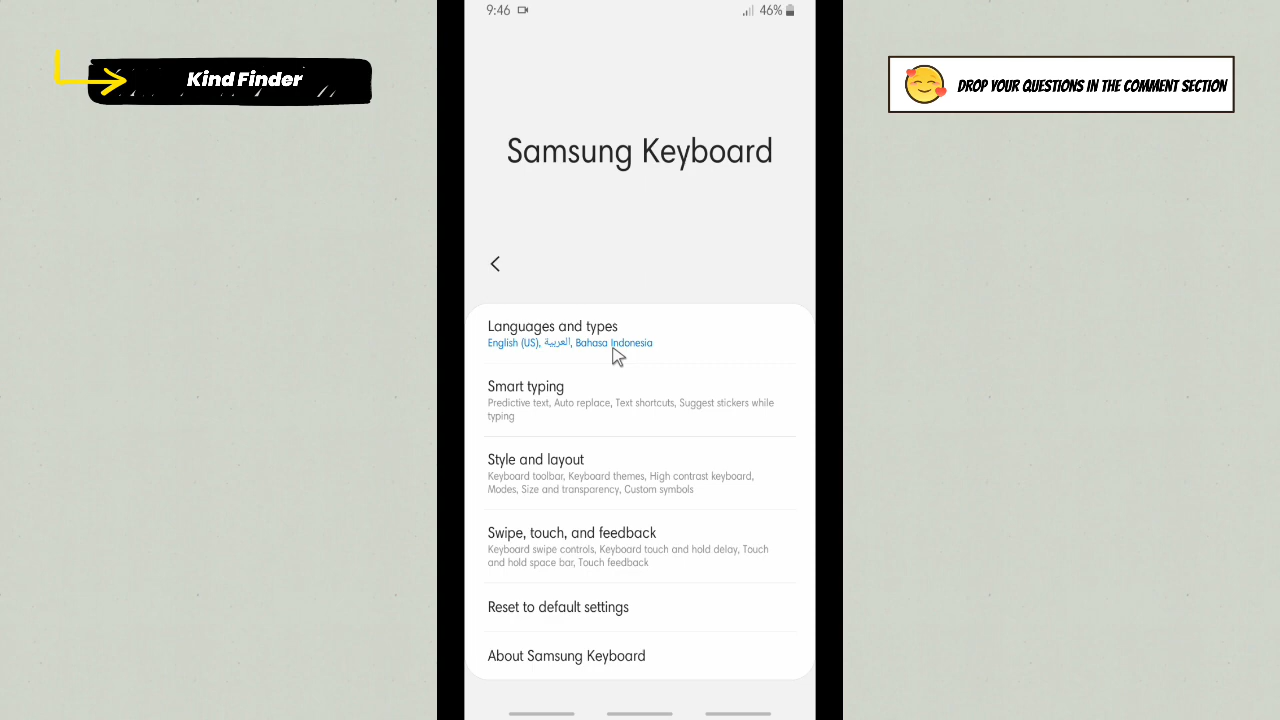 Kind Finder
DROP YOUR QUESTIONS IN THE COMMENT SECTION
9:46
46%
Samsung Keyboard
Languages and types
English (US), العربية, Bahasa Indonesia
Smart typing
Predictive text, Auto replace, Text shortcuts, Suggest stickers while
typing
Style and layout
Keyboard toolbar, Keyboard themes, High contrast keyboard,
Modes, Size and transparency, Custom symbols
Swipe, touch, and feedback
Keyboard swipe controls, Keyboard touch and hold delay, Touch
and hold space bar, Touch feedback
Reset to default settings
About Samsung Keyboard